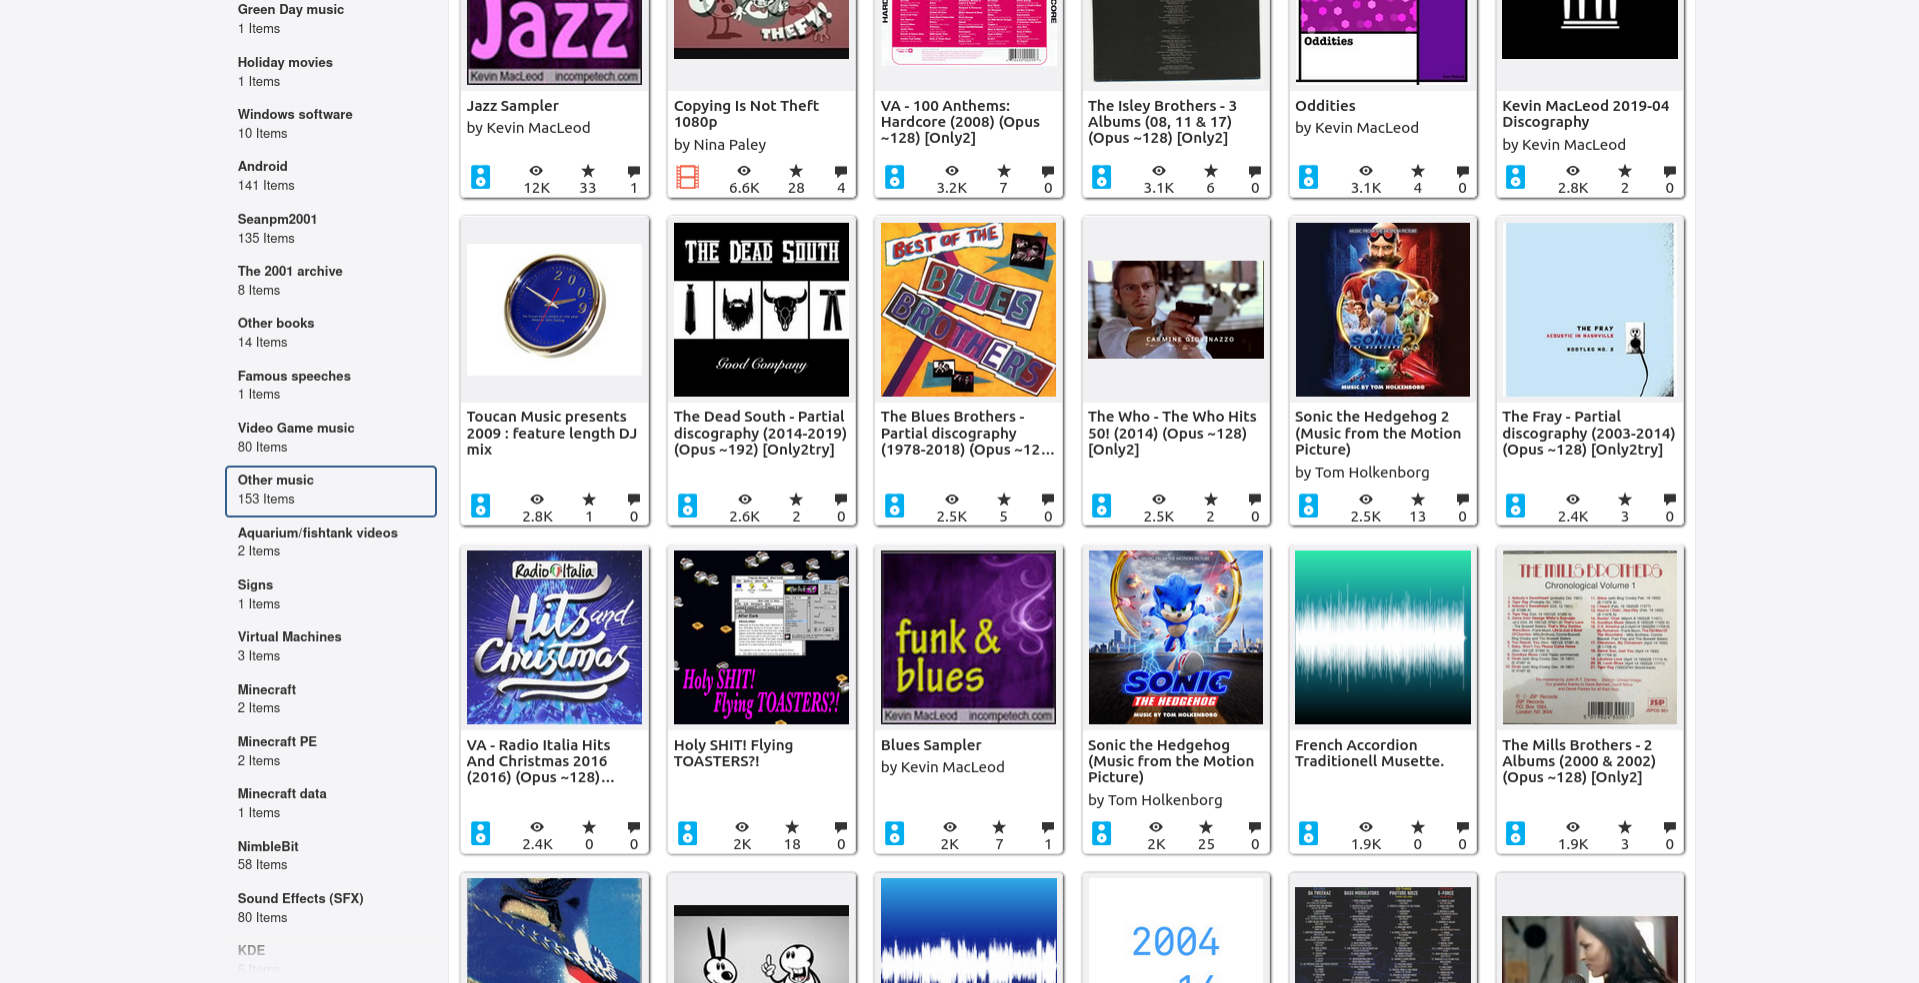 Green Day music
1 Items
Holiday movies
1 Items
Windows software
10 Items
Android
141 Items
Seanpm2001
135 Items
The 2001 archive
8 Items
Other books
14 Items
Famous speeches
1 Items
Video Game music
80 Items
Other music
153 Items
Aquarium/fishtank videos
2 Items
Signs
1 Items
Virtual Machines
3 Items
Minecraft
2 Items
Minecraft PE
2 Items
Minecraft data
1 Items
NimbleBit
58 Items
Sound Effects (SFX)
80 Items
KDE
6 Items
Jazz
Kevin MacLeod incompetech.com
Jazz Sampler
by Kevin MacLeod
12K 33 1
THEFT!
Copying Is Not Theft
1080p
by Nina Paley
6.6K 28 4
VA - 100 Anthems:
Hardcore (2008) (Opus
~128) [Only2]
3.2K 7 0
The Isley Brothers - 3
Albums (08, 11 & 17)
(Opus ~128) [Only2]
3.1K 6 0
Oddities
Oddities
by Kevin MacLeod
3.1K 4 0
Kevin MacLeod 2019-04
Discography
by Kevin MacLeod
2.8K 2 0
2009
Toucan Music presents
2009 : feature length DJ
mix
2.8K 1 0
THE DEAD SOUTH
Good Company
The Dead South - Partial
discography (2014-2019)
(Opus ~192) [Only2try]
2.6K 2 0
BEST OF THE
BLUES
BROTHERS
The Blues Brothers -
Partial discography
(1978-2018) (Opus ~12…
2.5K 5 0
CARMINE GIOVINAZZO
The Who - The Who Hits
50! (2014) (Opus ~128)
[Only2]
2.5K 2 0
MUSIC FROM THE MOTION PICTURE
SONIC 2
THE HEDGEHOG
MUSIC BY TOM HOLKENBORG
Sonic the Hedgehog 2
(Music from the Motion
Picture)
by Tom Holkenborg
2.5K 13 0
THE FRAY
ACOUSTIC IN NASHVILLE
BOOTLEG NO. 2
The Fray - Partial
discography (2003-2014)
(Opus ~128) [Only2try]
2.4K 3 0
Radio Italia
Hits and
Christmas
VA - Radio Italia Hits
And Christmas 2016
(2016) (Opus ~128)…
2.4K 0 0
Holy SHIT!
Flying TOASTERS?!
Holy SHIT! Flying
TOASTERS?!
2K 18 0
funk &
blues
Kevin MacLeod incompetech.com
Blues Sampler
by Kevin MacLeod
2K 7 1
MUSIC FROM THE MOTION PICTURE
SONIC
THE HEDGEHOG
MUSIC BY TOM HOLKENBORG
Sonic the Hedgehog
(Music from the Motion
Picture)
by Tom Holkenborg
2K 25 0
French Accordion
Traditionell Musette.
1.9K 0 0
THE MILLS BROTHERS
Chronological Volume 1
JSP
The Mills Brothers - 2
Albums (2000 & 2002)
(Opus ~128) [Only2]
1.9K 3 0
2004